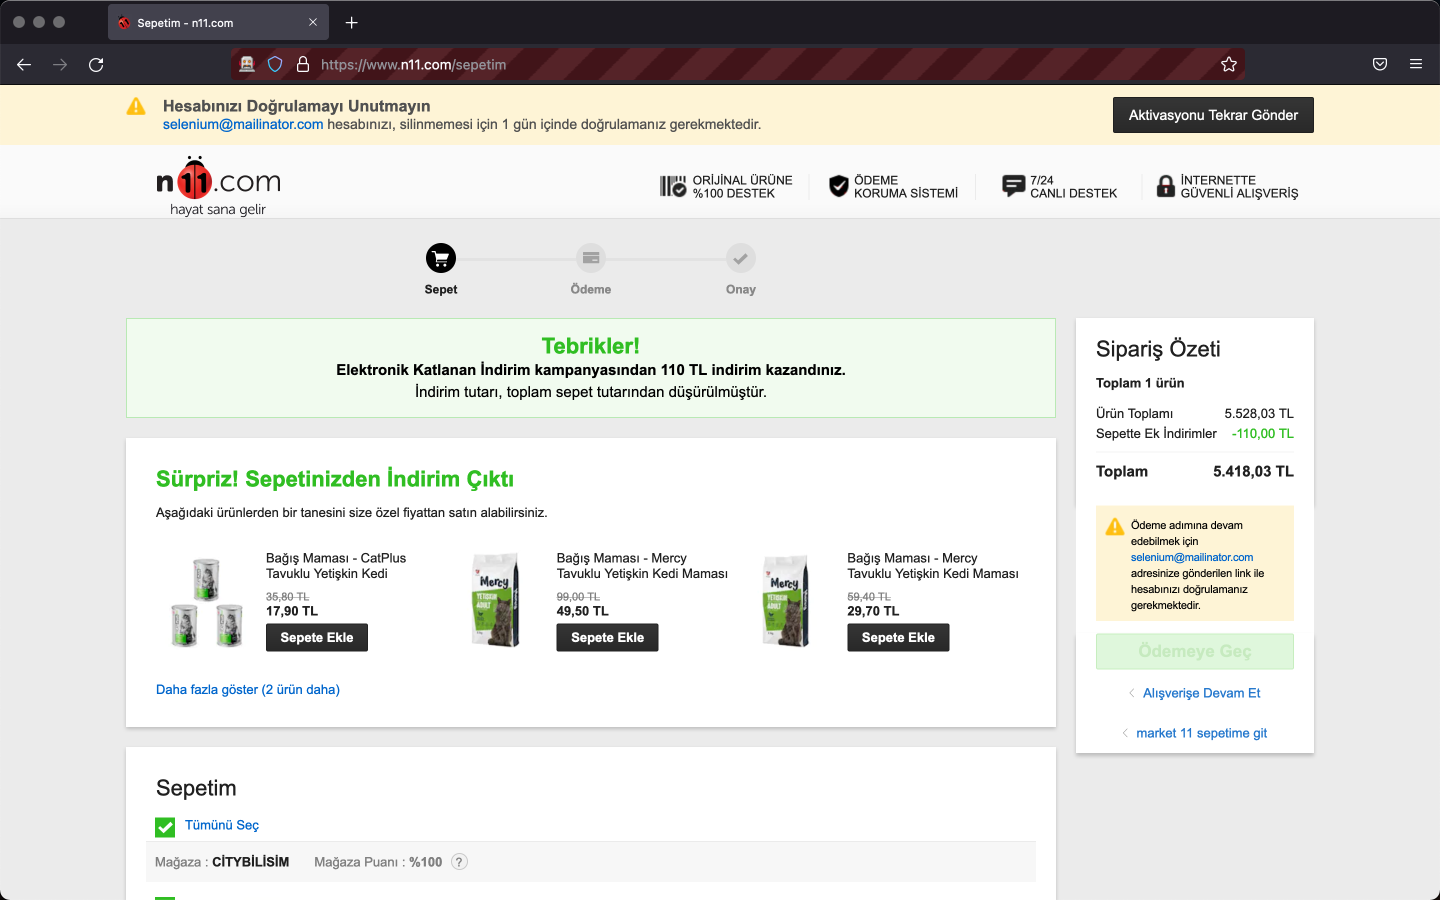 Sepetim - n11.com
https://www.n11.com/sepetim
Hesabınızı Doğrulamayı Unutmayın
selenium@mailinator.com hesabınızı, silinmemesi için 1 gün içinde doğrulamanız gerekmektedir.
Aktivasyonu Tekrar Gönder
n11.com
hayat sana gelir
ORİJİNAL ÜRÜNE
%100 DESTEK
ÖDEME
KORUMA SİSTEMİ
7/24
CANLI DESTEK
İNTERNETTE
GÜVENLİ ALIŞVERİŞ
Sepet
Ödeme
Onay
Tebrikler!
Elektronik Katlanan İndirim kampanyasından 110 TL indirim kazandınız.
İndirim tutarı, toplam sepet tutarından düşürülmüştür.
Sürpriz! Sepetinizden İndirim Çıktı
Aşağıdaki ürünlerden bir tanesini size özel fiyattan satın alabilirsiniz.
Bağış Maması - CatPlus
Tavuklu Yetişkin Kedi
35,80 TL
17,90 TL
Sepete Ekle
Mercy
YETİŞKİN
ADULT
Bağış Maması - Mercy
Tavuklu Yetişkin Kedi Maması
99,00 TL
49,50 TL
Sepete Ekle
Mercy
YETİŞKİN
ADULT
Bağış Maması - Mercy
Tavuklu Yetişkin Kedi Maması
59,40 TL
29,70 TL
Sepete Ekle
Daha fazla göster (2 ürün daha)
Sepetim
Tümünü Seç
Mağaza : CİTYBİLİSİM Mağaza Puanı : %100 ?
Sipariş Özeti
Toplam 1 ürün
Ürün Toplamı 5.528,03 TL
Sepette Ek İndirimler -110,00 TL
Toplam 5.418,03 TL
Ödeme adımına devam
edebilmek için
selenium@mailinator.com
adresinize gönderilen link ile
hesabınızı doğrulamanız
gerekmektedir.
Ödemeye Geç
Alışverişe Devam Et
market 11 sepetime git